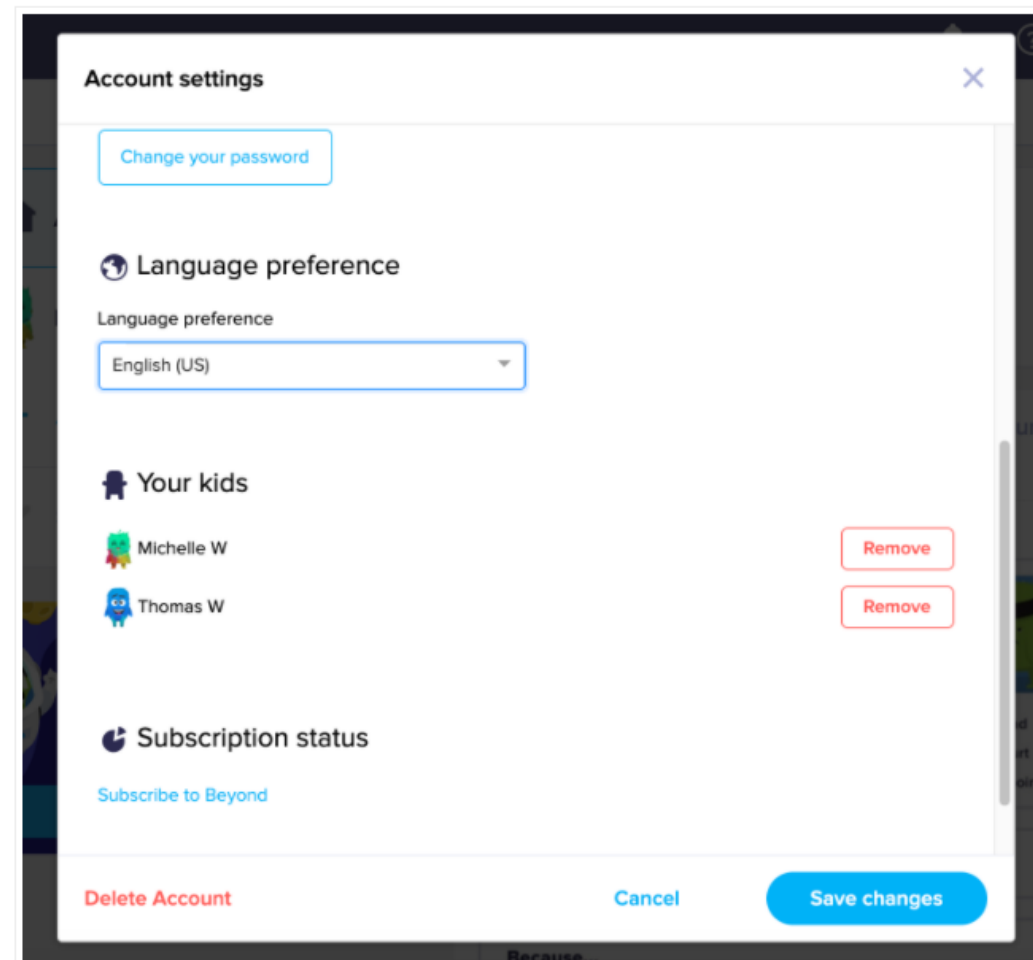 Account settings
Change your password
Language preference
Language preference
English (US)
Your kids
Michelle W
Remove
Thomas W
Remove
Subscription status
Subscribe to Beyond
Delete Account
Cancel
Save changes
Because...